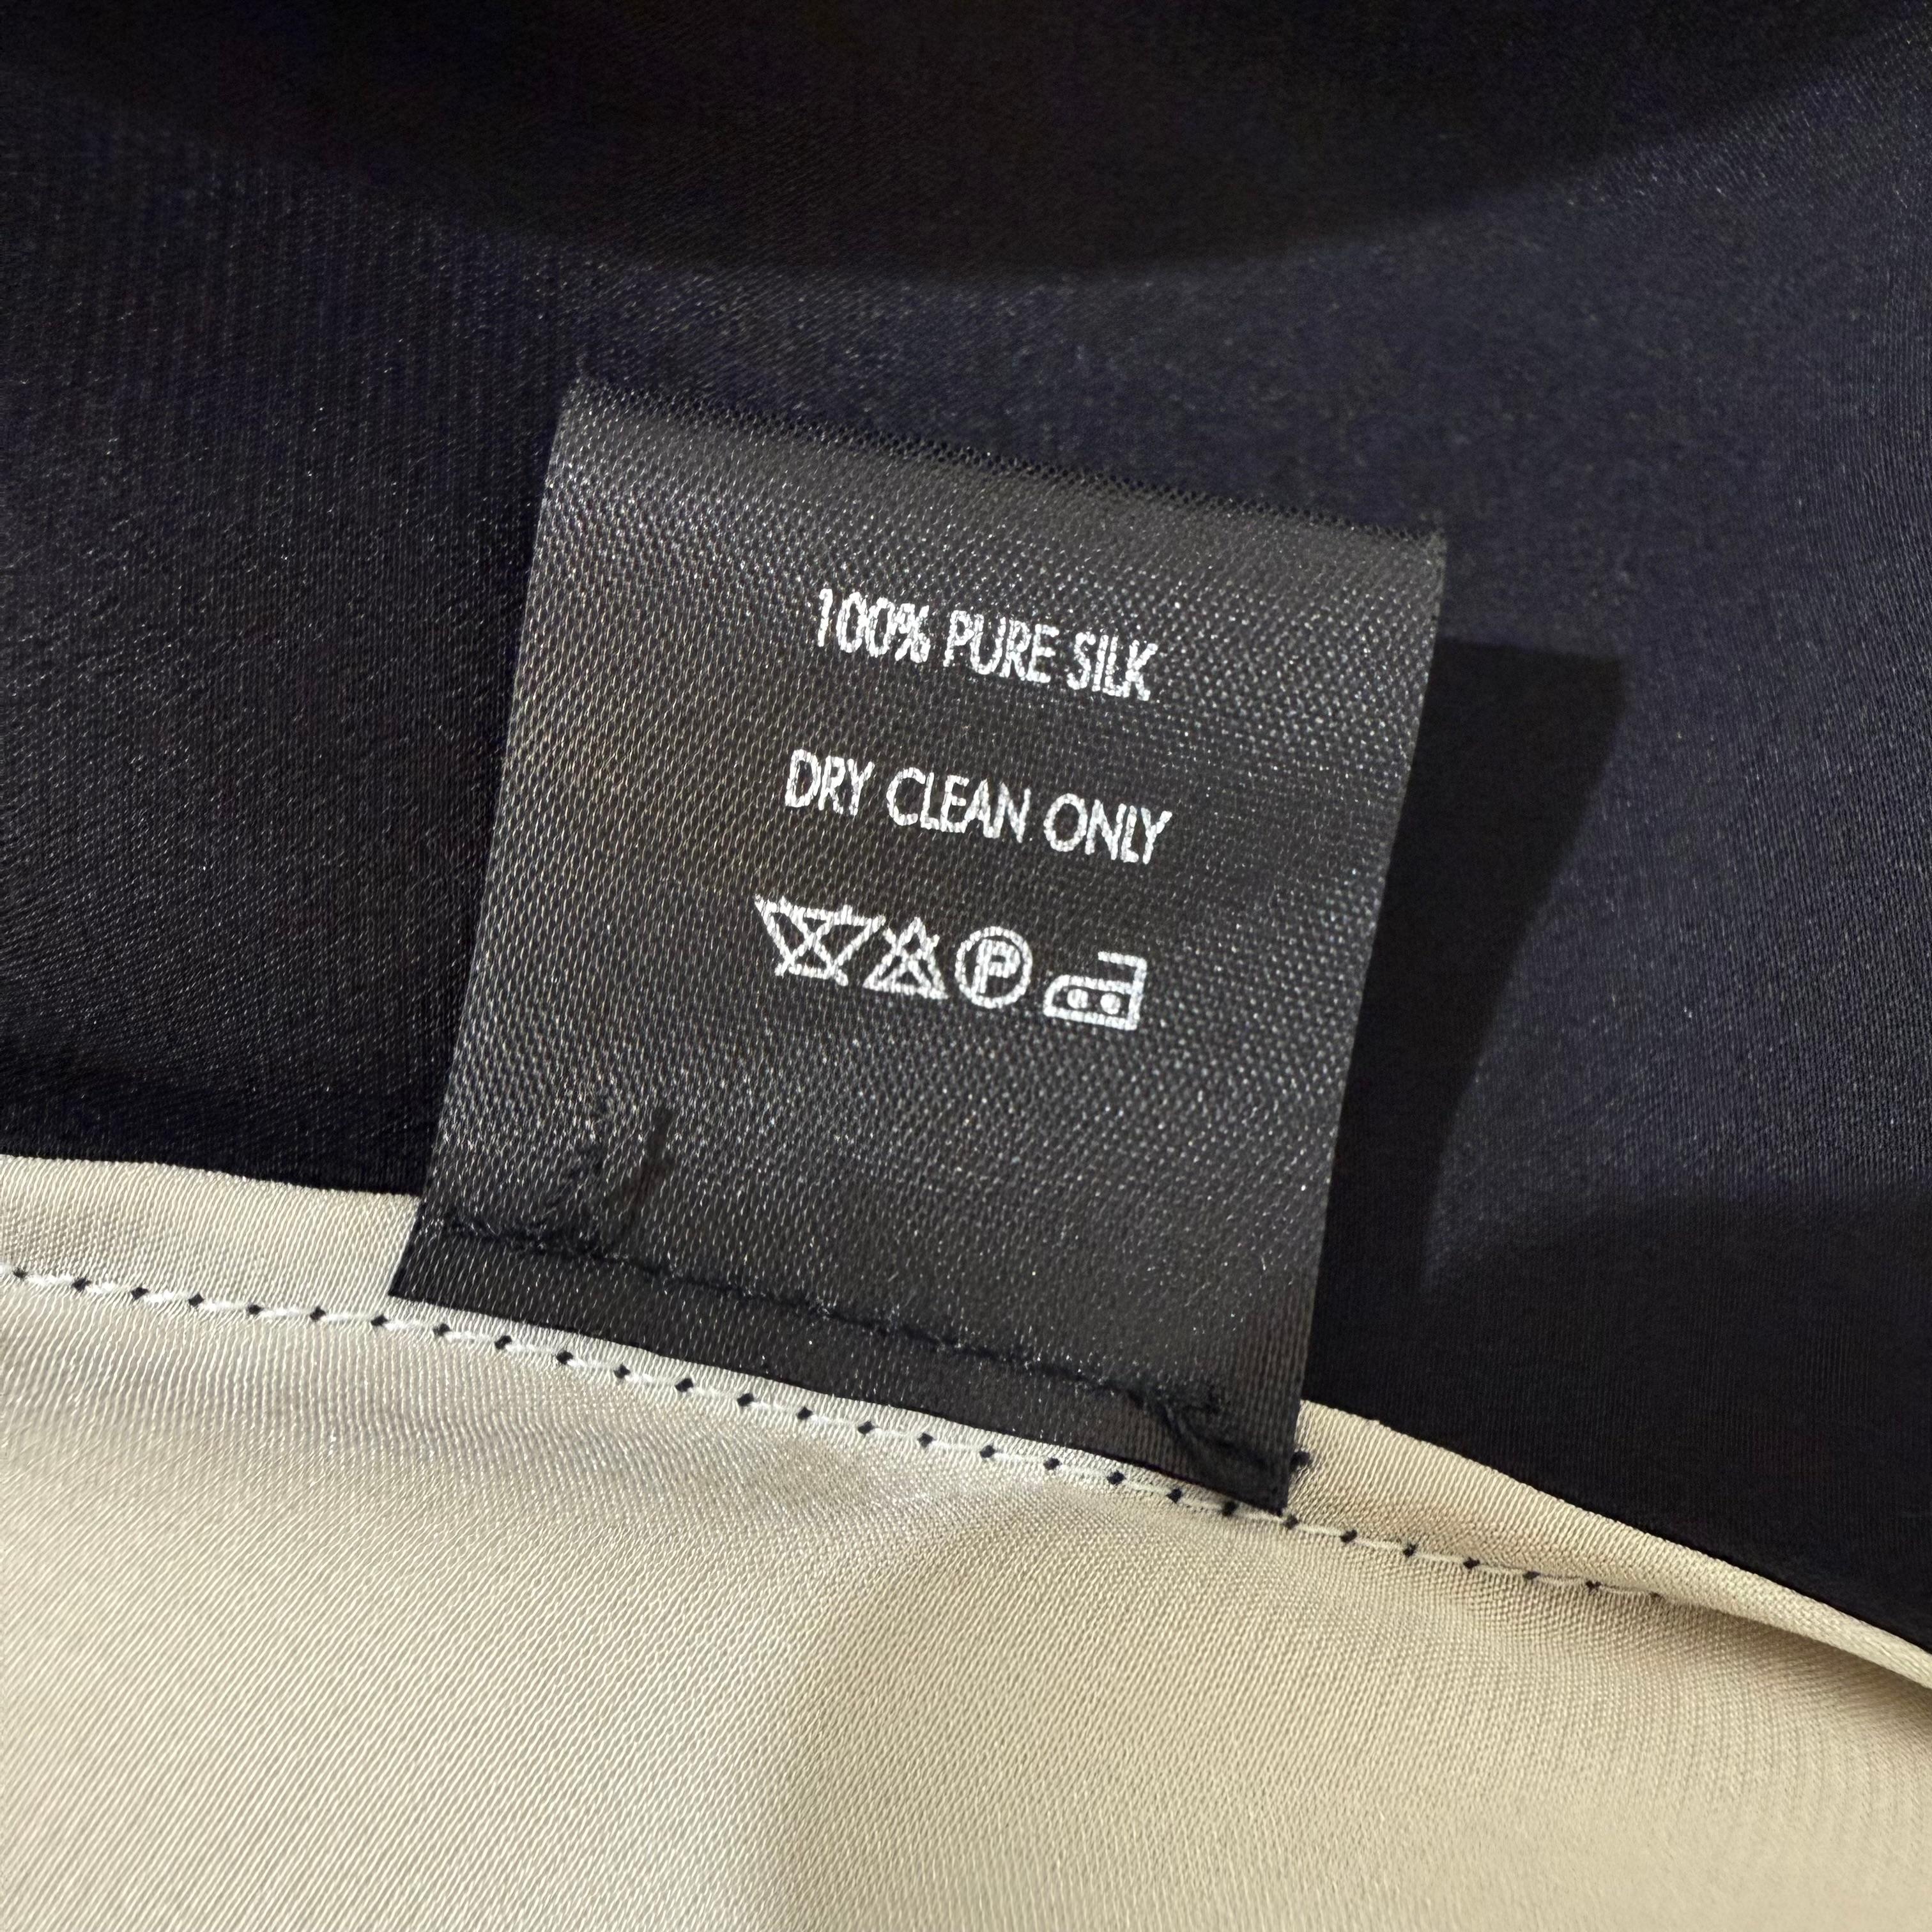 100% PURE SILK
DRY CLEAN ONLY
P